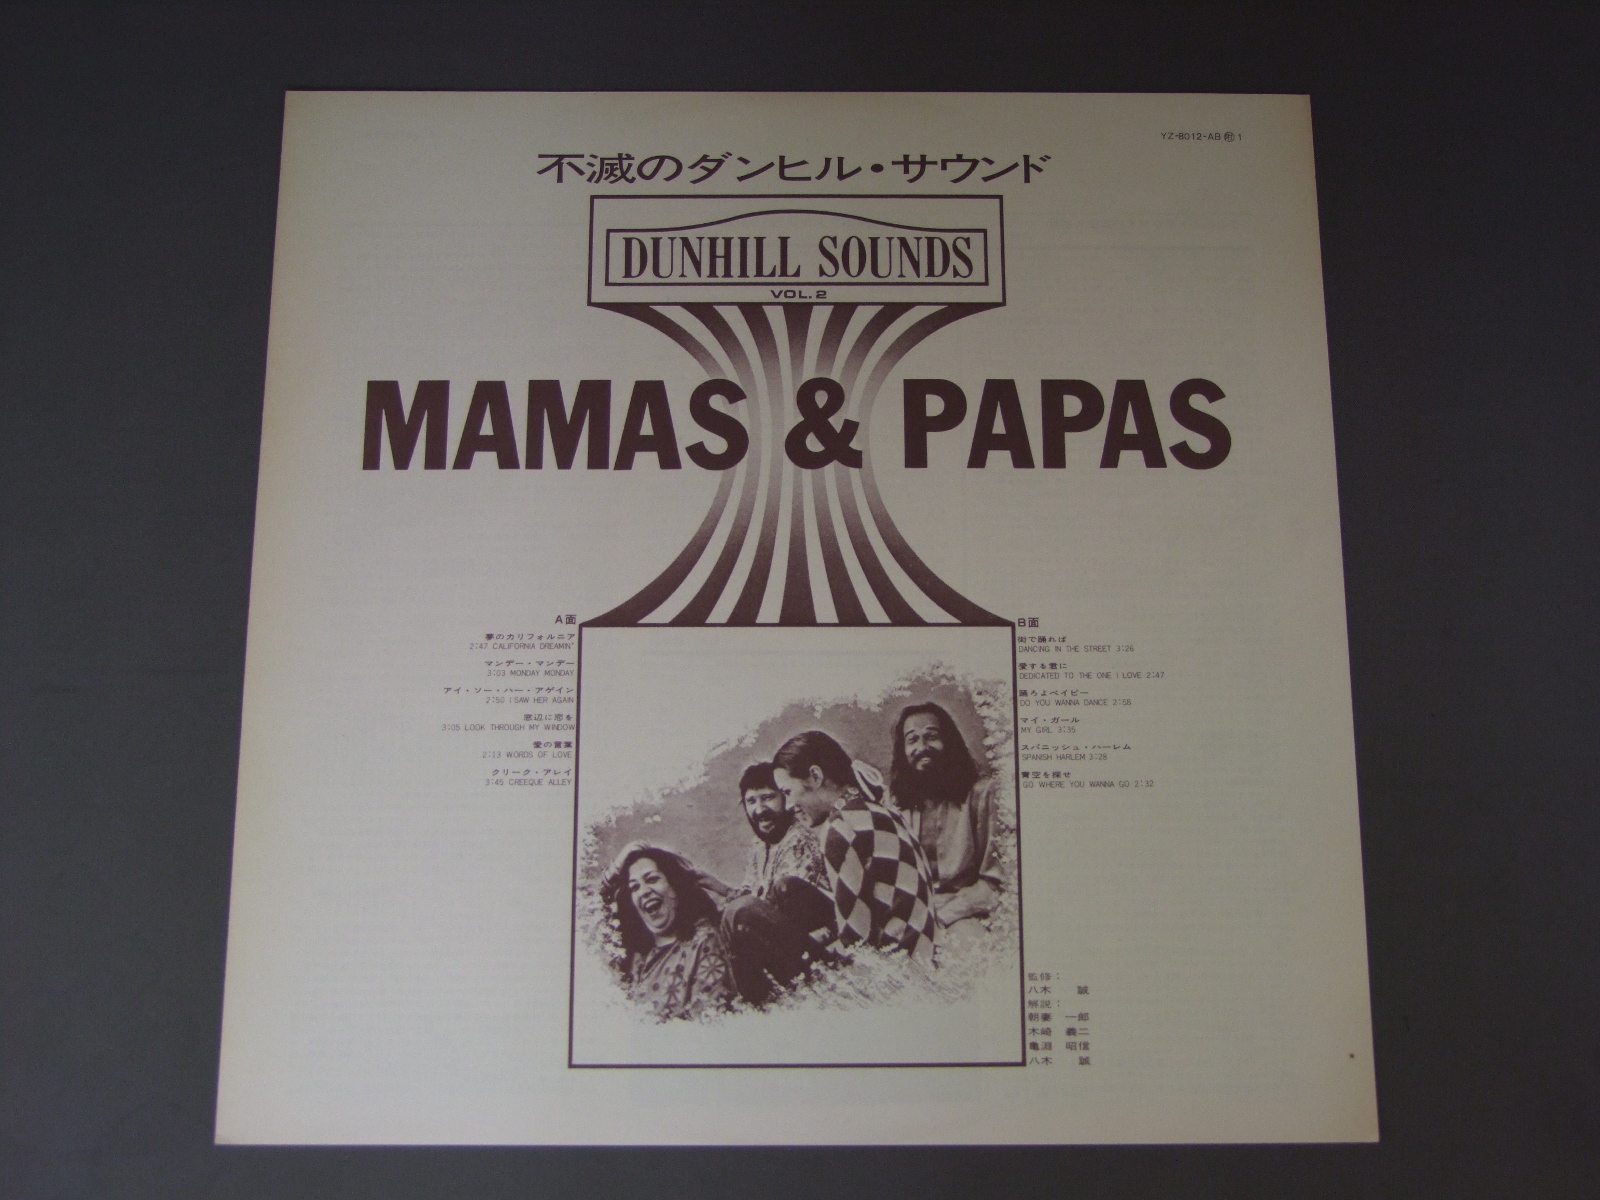 YZ-8012-AB㊞1
不滅のダンヒル・サウンド
DUNHILL SOUNDS
VOL.2
MAMAS & PAPAS
A面
夢のカリフォルニア
2:47 CALIFORNIA DREAMIN'
マンデー・マンデー
3:03 MONDAY MONDAY
アイ・ソー・ハー・アゲイン
2:50 I SAW HER AGAIN
窓辺に恋を
3:05 LOOK THROUGH MY WINDOW
愛の言葉
2:13 WORDS OF LOVE
クリーク・アレイ
3:45 CREEQUE ALLEY
B面
街で踊れば
DANCING IN THE STREET 3:26
愛する君に
DEDICATED TO THE ONE I LOVE 2:47
踊ろよベイビー
DO YOU WANNA DANCE 2:58
マイ・ガール
MY GIRL 3:35
スパニッシュ・ハーレム
SPANISH HARLEM 3:28
青空を探せ
GO WHERE YOU WANNA GO 2:32
監修:
八木 誠
解説:
朝妻 一郎
木崎 義二
亀渕 昭信
八木 誠